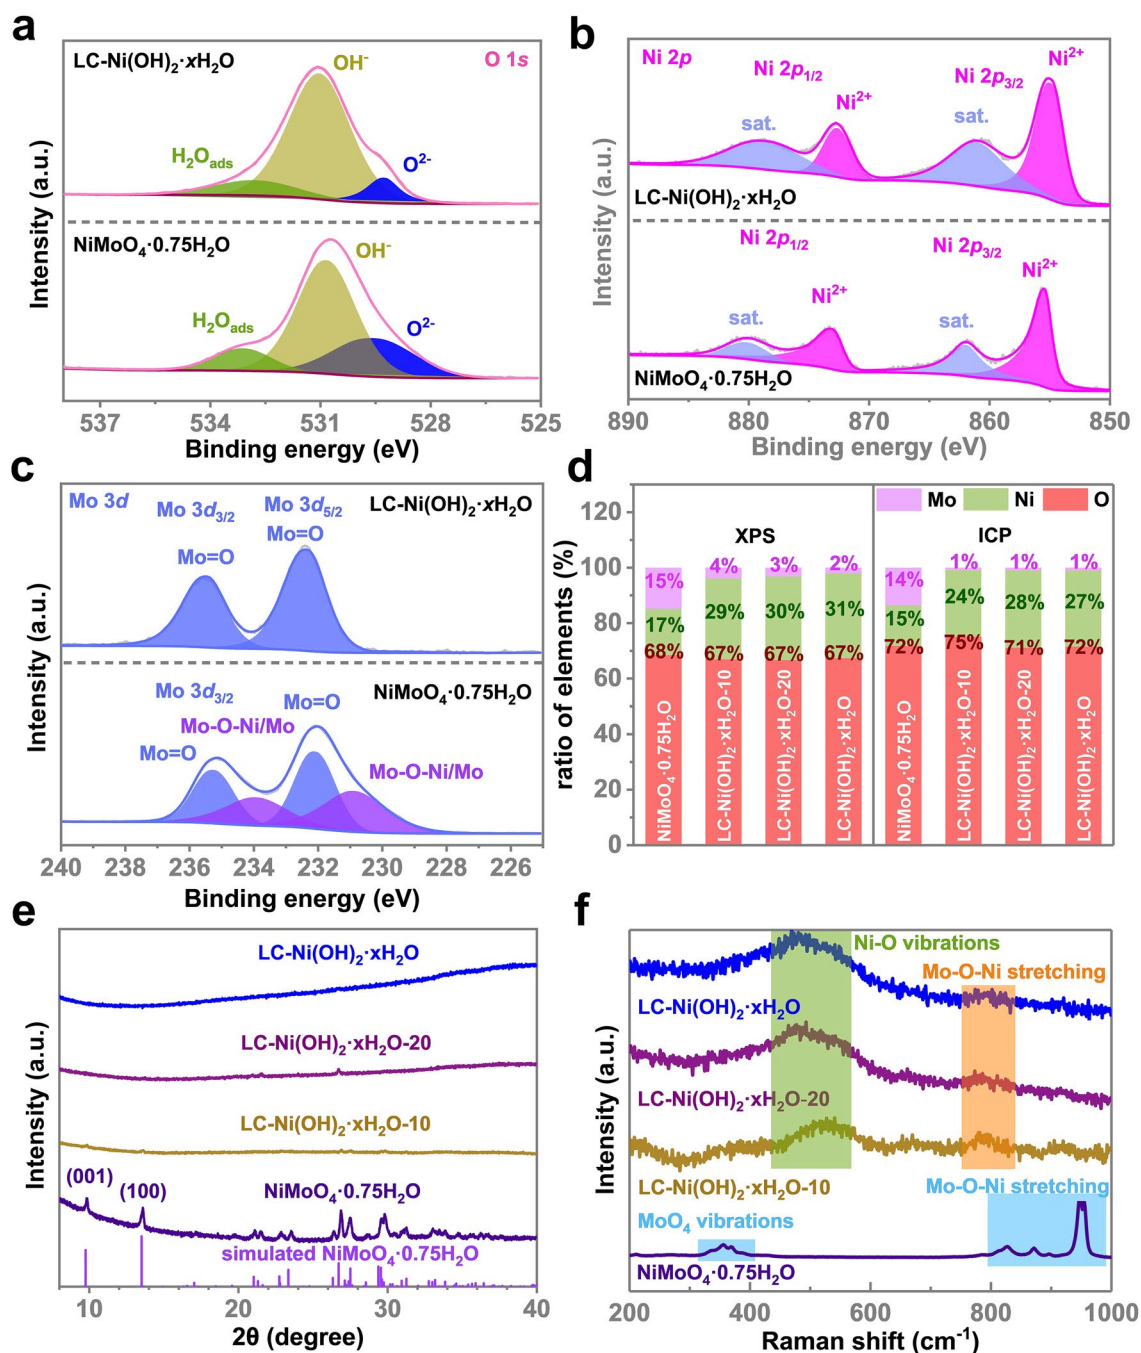 a
LC-Ni(OH)₂·xH₂O
OH⁻
O 1s
H₂O_ads
O²⁻
NiMoO₄·0.75H₂O
OH⁻
H₂O_ads
O²⁻
Intensity (a.u.)
537 534 531 528 525
Binding energy (eV)
b
Ni 2p
Ni 2p₁/₂
Ni²⁺
sat.
Ni 2p₃/₂
Ni²⁺
sat.
LC-Ni(OH)₂·xH₂O
Ni 2p₁/₂
Ni²⁺
sat.
Ni 2p₃/₂
Ni²⁺
sat.
NiMoO₄·0.75H₂O
Intensity (a.u.)
890 880 870 860 850
Binding energy (eV)
c
Mo 3d
Mo 3d₃/₂
Mo=O
Mo 3d₅/₂
Mo=O
LC-Ni(OH)₂·xH₂O
NiMoO₄·0.75H₂O
Mo 3d₃/₂
Mo=O
Mo-O-Ni/Mo
Mo=O
Mo-O-Ni/Mo
Intensity (a.u.)
240 238 236 234 232 230 228 226
Binding energy (eV)
d
Mo Ni O
XPS
ICP
15% 4% 3% 2% 14% 1% 1% 1%
17% 29% 30% 31% 15% 24% 28% 27%
68% 67% 67% 67% 72% 75% 71% 72%
NiMoO₄·0.75H₂O
LC-Ni(OH)₂·xH₂O-10
LC-Ni(OH)₂·xH₂O-20
LC-Ni(OH)₂·xH₂O
NiMoO₄·0.75H₂O
LC-Ni(OH)₂·xH₂O-10
LC-Ni(OH)₂·xH₂O-20
LC-Ni(OH)₂·xH₂O
ratio of elements (%)
120
100
80
60
40
20
0
e
LC-Ni(OH)₂·xH₂O
LC-Ni(OH)₂·xH₂O-20
LC-Ni(OH)₂·xH₂O-10
(001)
(100)
NiMoO₄·0.75H₂O
simulated NiMoO₄·0.75H₂O
Intensity (a.u.)
10 20 30 40
2θ (degree)
f
Ni-O vibrations
Mo-O-Ni stretching
LC-Ni(OH)₂·xH₂O
LC-Ni(OH)₂·xH₂O-20
LC-Ni(OH)₂·xH₂O-10
Mo-O-Ni stretching
MoO₄ vibrations
NiMoO₄·0.75H₂O
Intensity (a.u.)
200 400 600 800 1000
Raman shift (cm⁻¹)